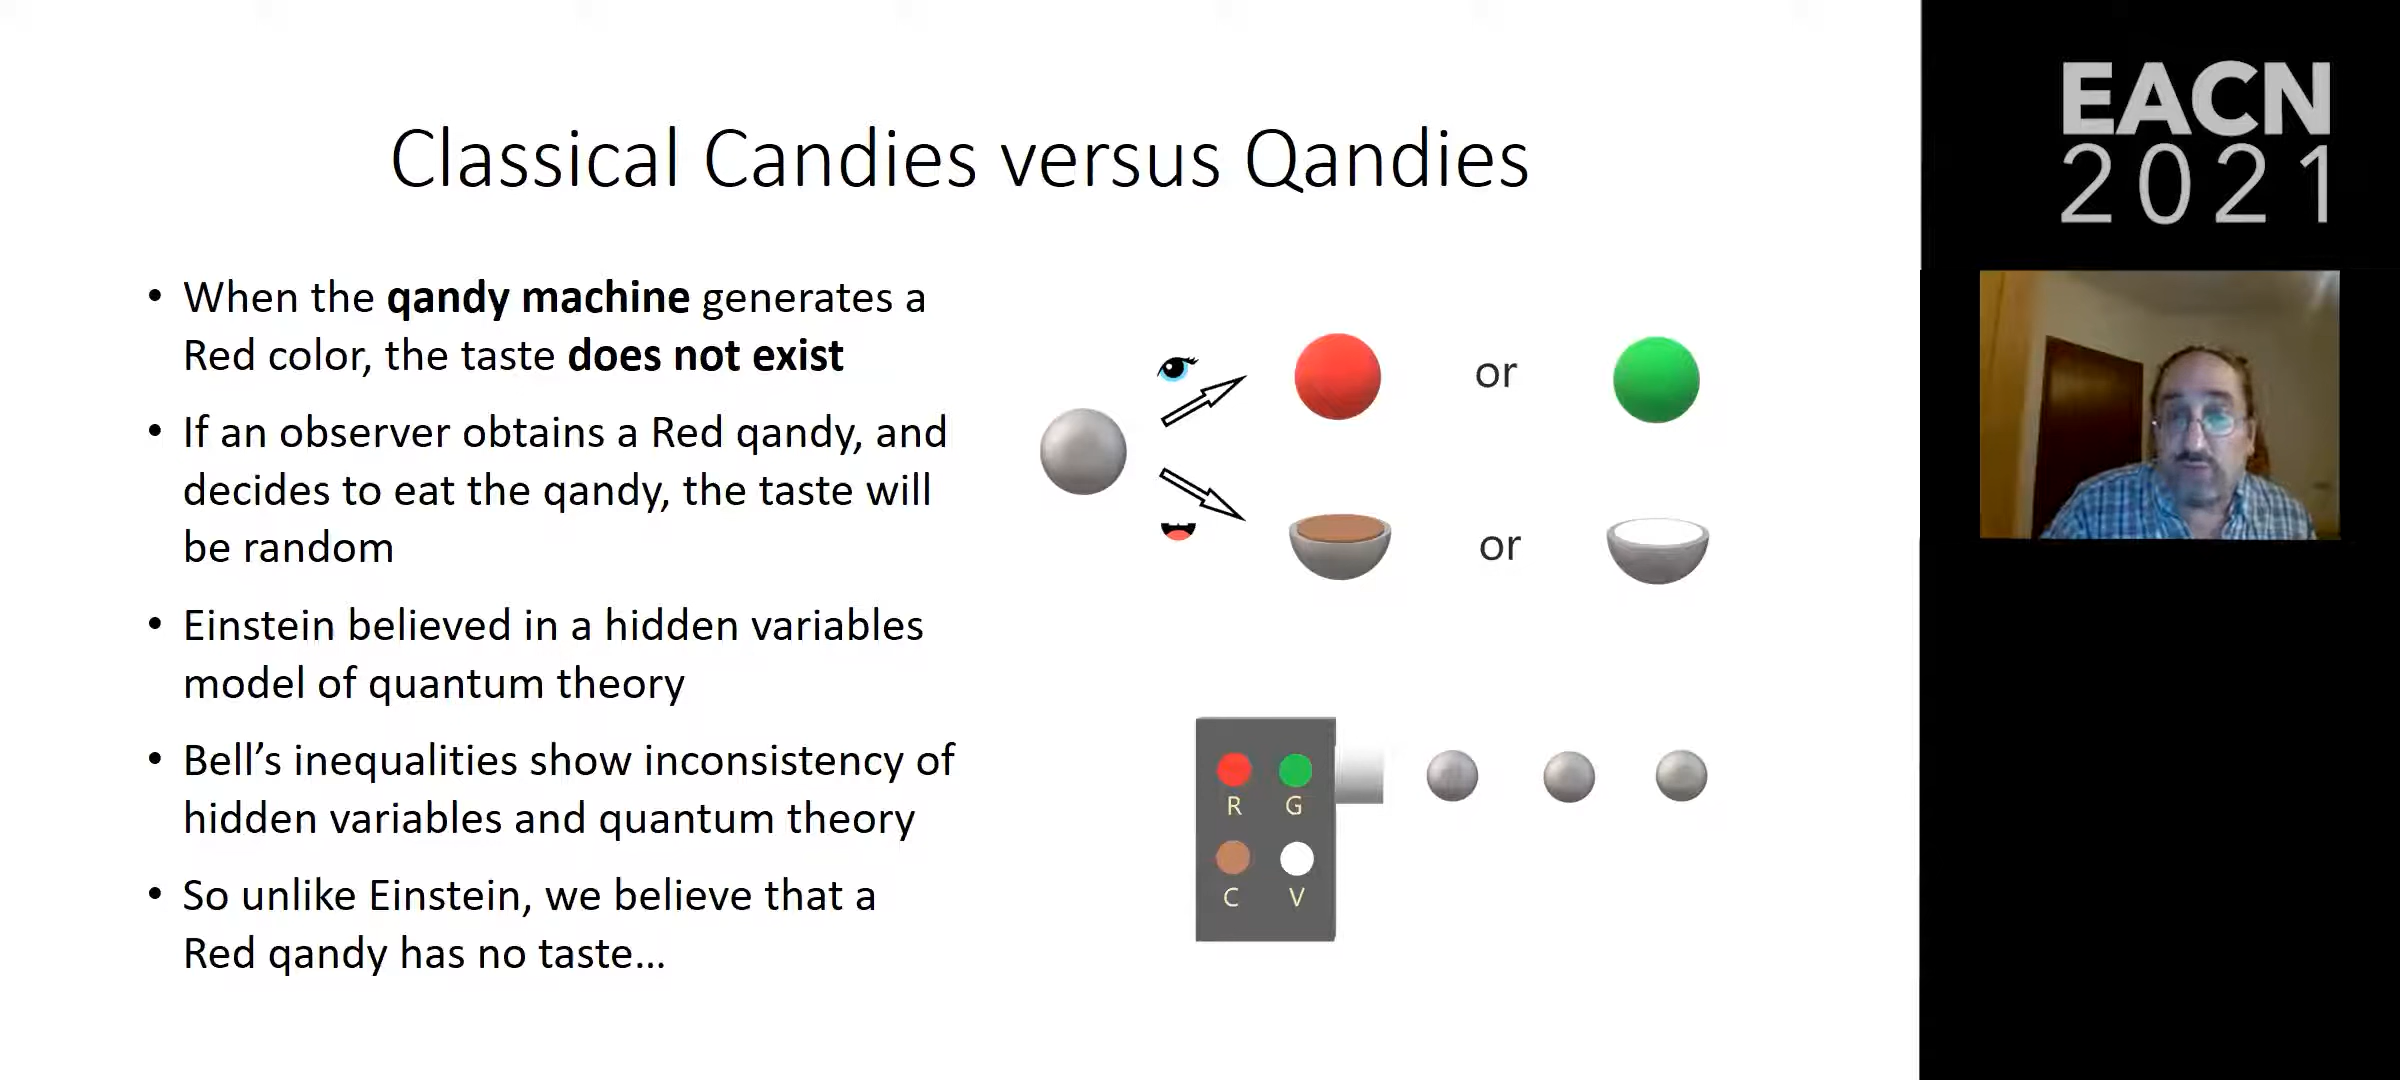 Classical Candies versus Qandies
• When the qandy machine generates a
Red color, the taste does not exist
• If an observer obtains a Red qandy, and
decides to eat the qandy, the taste will
be random
• Einstein believed in a hidden variables
model of quantum theory
• Bell’s inequalities show inconsistency of
hidden variables and quantum theory
• So unlike Einstein, we believe that a
Red qandy has no taste…
or
or
R G
C V
EACN
2021